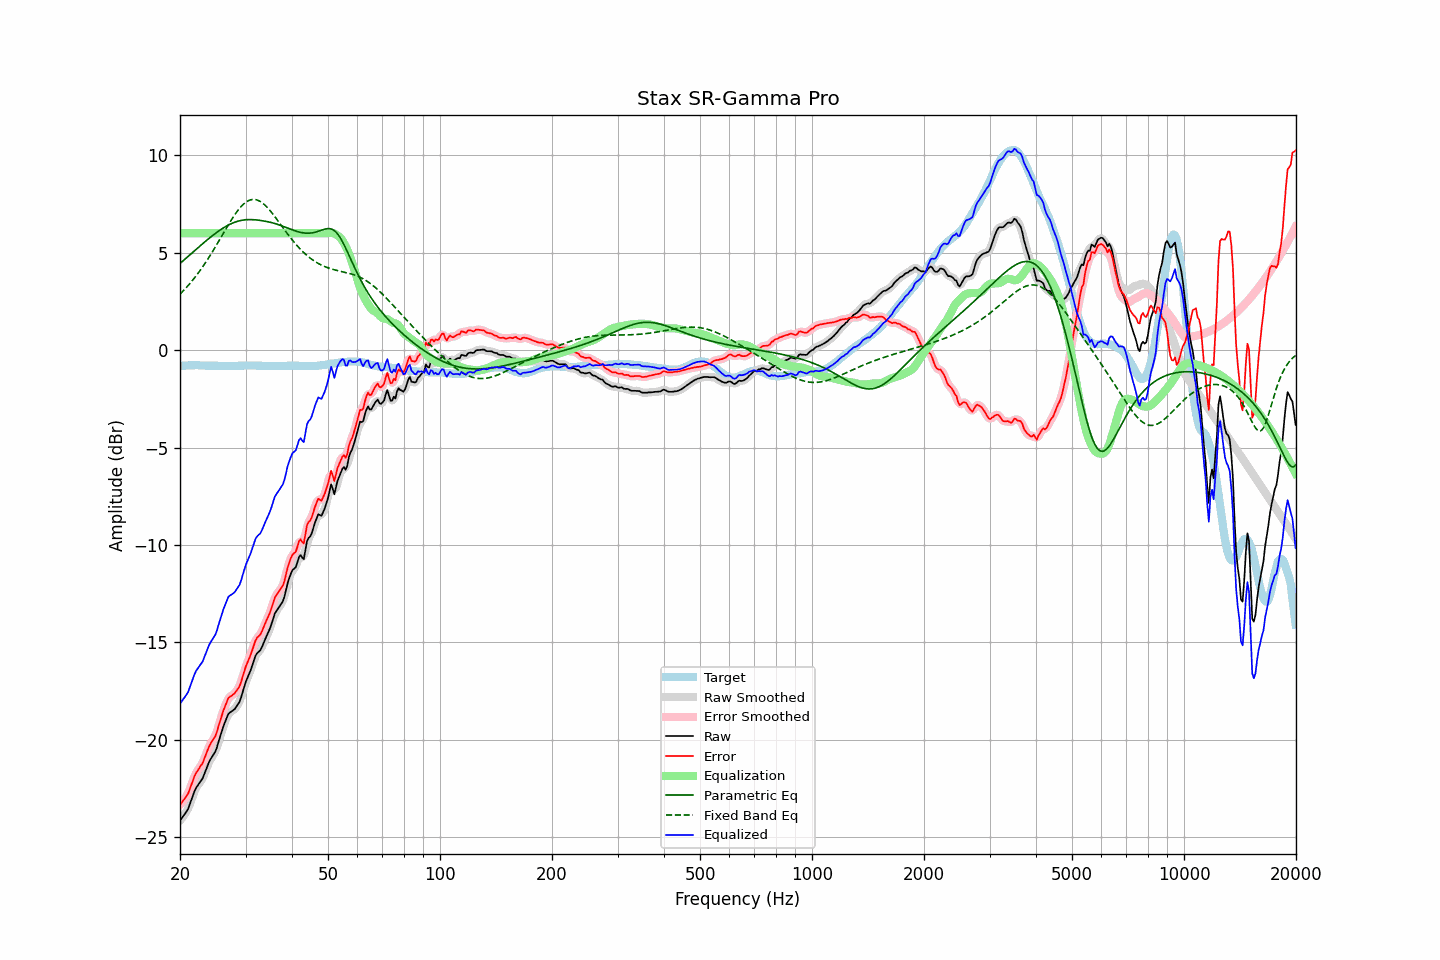 Stax SR-Gamma Pro
10
5
0
−5
−10
−15
−20
−25
Amplitude (dBr)
Target
Raw Smoothed
Error Smoothed
Raw
Error
Equalization
Parametric Eq
Fixed Band Eq
Equalized
20 50 100 200 500 1000 2000 5000 10000 20000
Frequency (Hz)